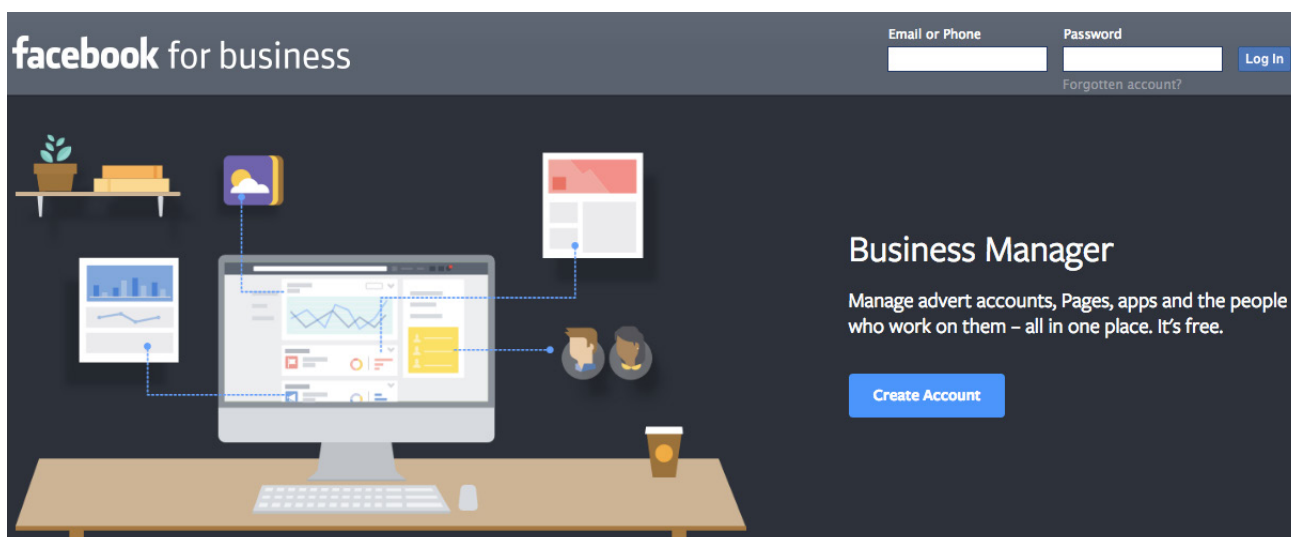 facebook for business
Email or Phone
Password
Log In
Forgotten account?
Business Manager
Manage advert accounts, Pages, apps and the people
who work on them – all in one place. It's free.
Create Account